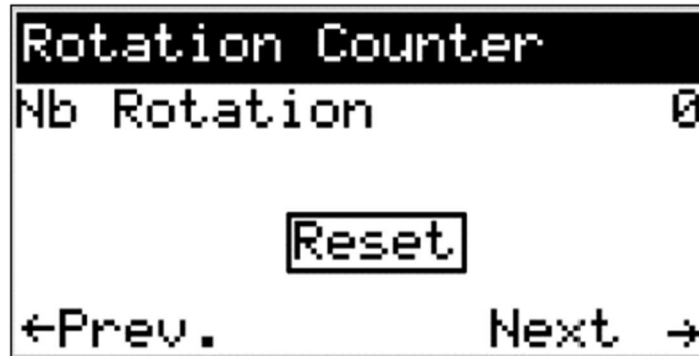 Rotation Counter
Nb Rotation 0
Reset
←Prev. Next →